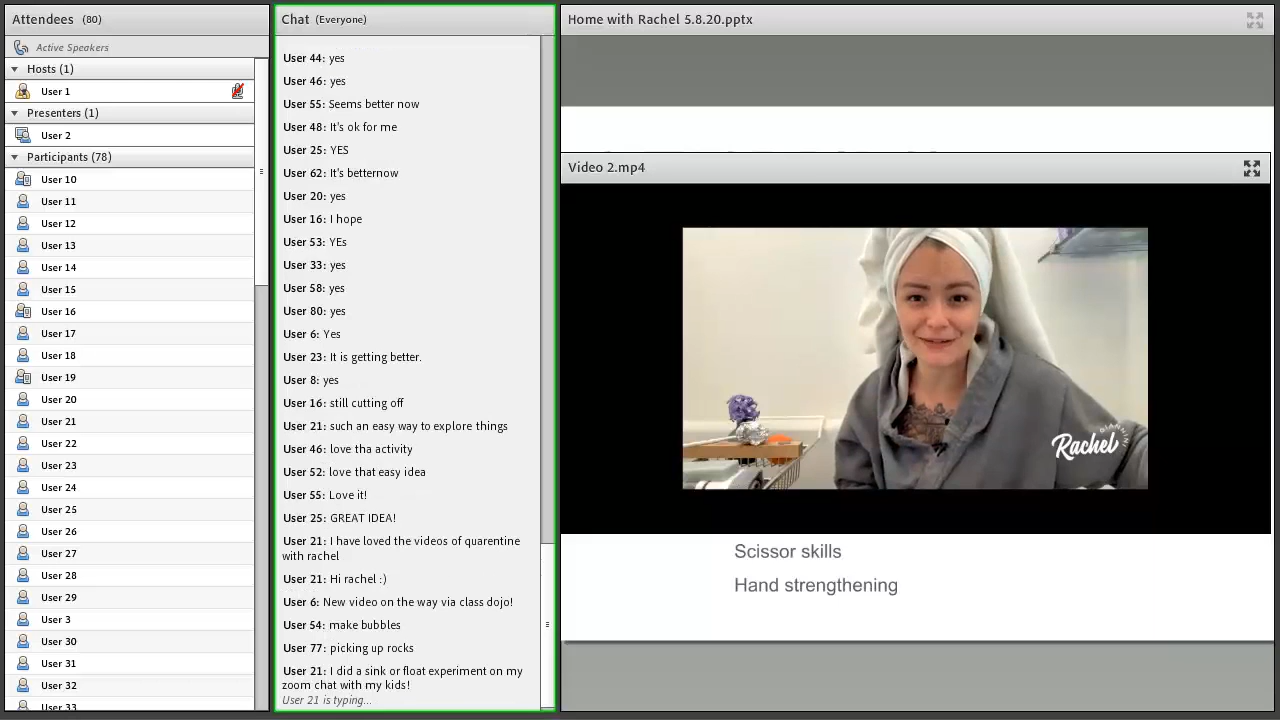 Attendees (80)
Active Speakers
Hosts (1)
User 1
Presenters (1)
User 2
Participants (78)
User 10
User 11
User 12
User 13
User 14
User 15
User 16
User 17
User 18
User 19
User 20
User 21
User 22
User 23
User 24
User 25
User 26
User 27
User 28
User 29
User 3
User 30
User 31
User 32
User 33
Chat (Everyone)
User 44: yes
User 46: yes
User 55: Seems better now
User 48: It's ok for me
User 25: YES
User 62: It's betternow
User 20: yes
User 16: I hope
User 53: YEs
User 33: yes
User 58: yes
User 80: yes
User 6: Yes
User 23: It is getting better.
User 8: yes
User 16: still cutting off
User 21: such an easy way to explore things
User 46: love tha activity
User 52: love that easy idea
User 55: Love it!
User 25: GREAT IDEA!
User 21: I have loved the videos of quarentine
with rachel
User 21: Hi rachel :)
User 6: New video on the way via class dojo!
User 54: make bubbles
User 77: picking up rocks
User 21: I did a sink or float experiment on my
zoom chat with my kids!
User 21 is typing...
Home with Rachel 5.8.20.pptx
Video 2.mp4
Rachel
GIANNINI
Scissor skills
Hand strengthening